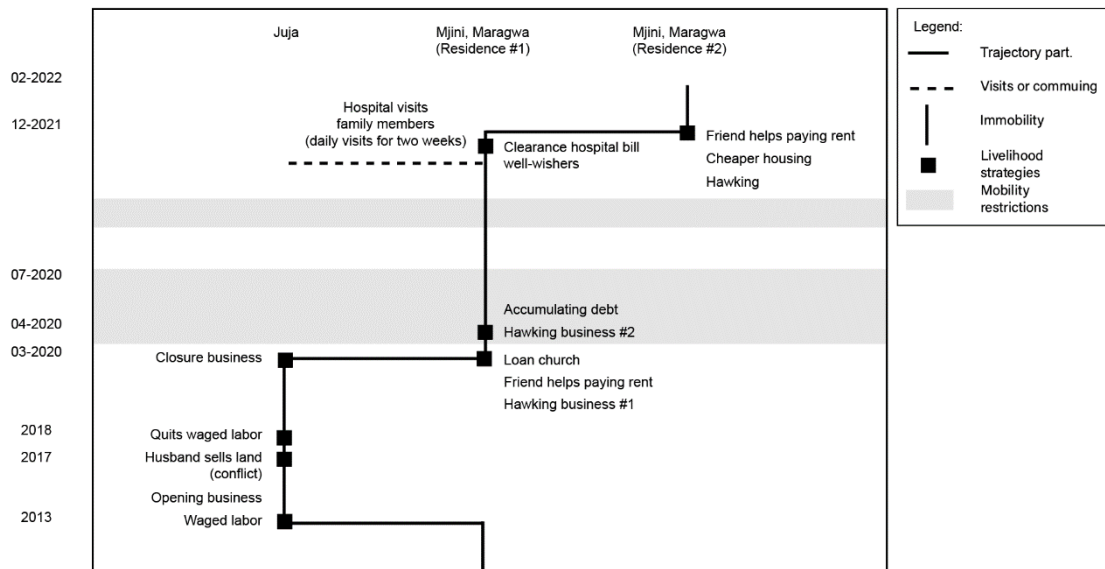 Juja
Mjini, Maragwa
(Residence #1)
Mjini, Maragwa
(Residence #2)
Legend:
Trajectory part.
Visits or commuing
Immobility
Livelihood
strategies
Mobility
restrictions
02-2022
12-2021
Hospital visits
family members
(daily visits for two weeks)
Clearance hospital bill
well-wishers
Friend helps paying rent
Cheaper housing
Hawking
07-2020
04-2020
Accumulating debt
Hawking business #2
03-2020
Closure business
Loan church
Friend helps paying rent
Hawking business #1
2018
Quits waged labor
2017
Husband sells land
(conflict)
Opening business
2013
Waged labor